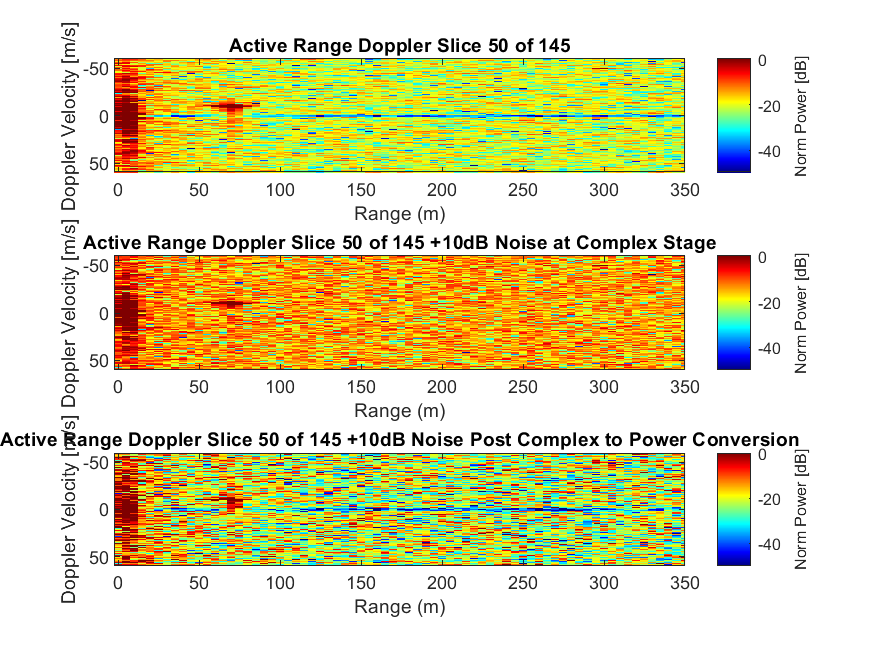 Active Range Doppler Slice 50 of 145
Doppler Velocity [m/s]
-50
0
50
0 50 100 150 200 250 300 350
Range (m)
0
-20
-40
Norm Power [dB]
Active Range Doppler Slice 50 of 145 +10dB Noise at Complex Stage
Doppler Velocity [m/s]
-50
0
50
0 50 100 150 200 250 300 350
Range (m)
0
-20
-40
Norm Power [dB]
Active Range Doppler Slice 50 of 145 +10dB Noise Post Complex to Power Conversion
Doppler Velocity [m/s]
-50
0
50
0 50 100 150 200 250 300 350
Range (m)
0
-20
-40
Norm Power [dB]